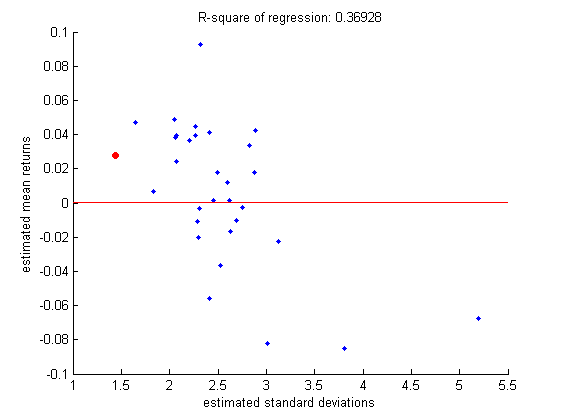 R-square of regression: 0.36928
0.1
0.08
0.06
0.04
0.02
0
-0.02
-0.04
-0.06
-0.08
-0.1
estimated mean returns
1 1.5 2 2.5 3 3.5 4 4.5 5 5.5
estimated standard deviations